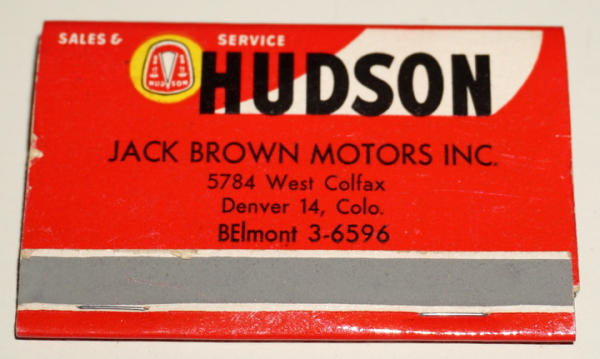 SALES & SERVICE
HUDSON
HUDSON
JACK BROWN MOTORS INC.
5784 West Colfax
Denver 14, Colo.
BElmont 3-6596